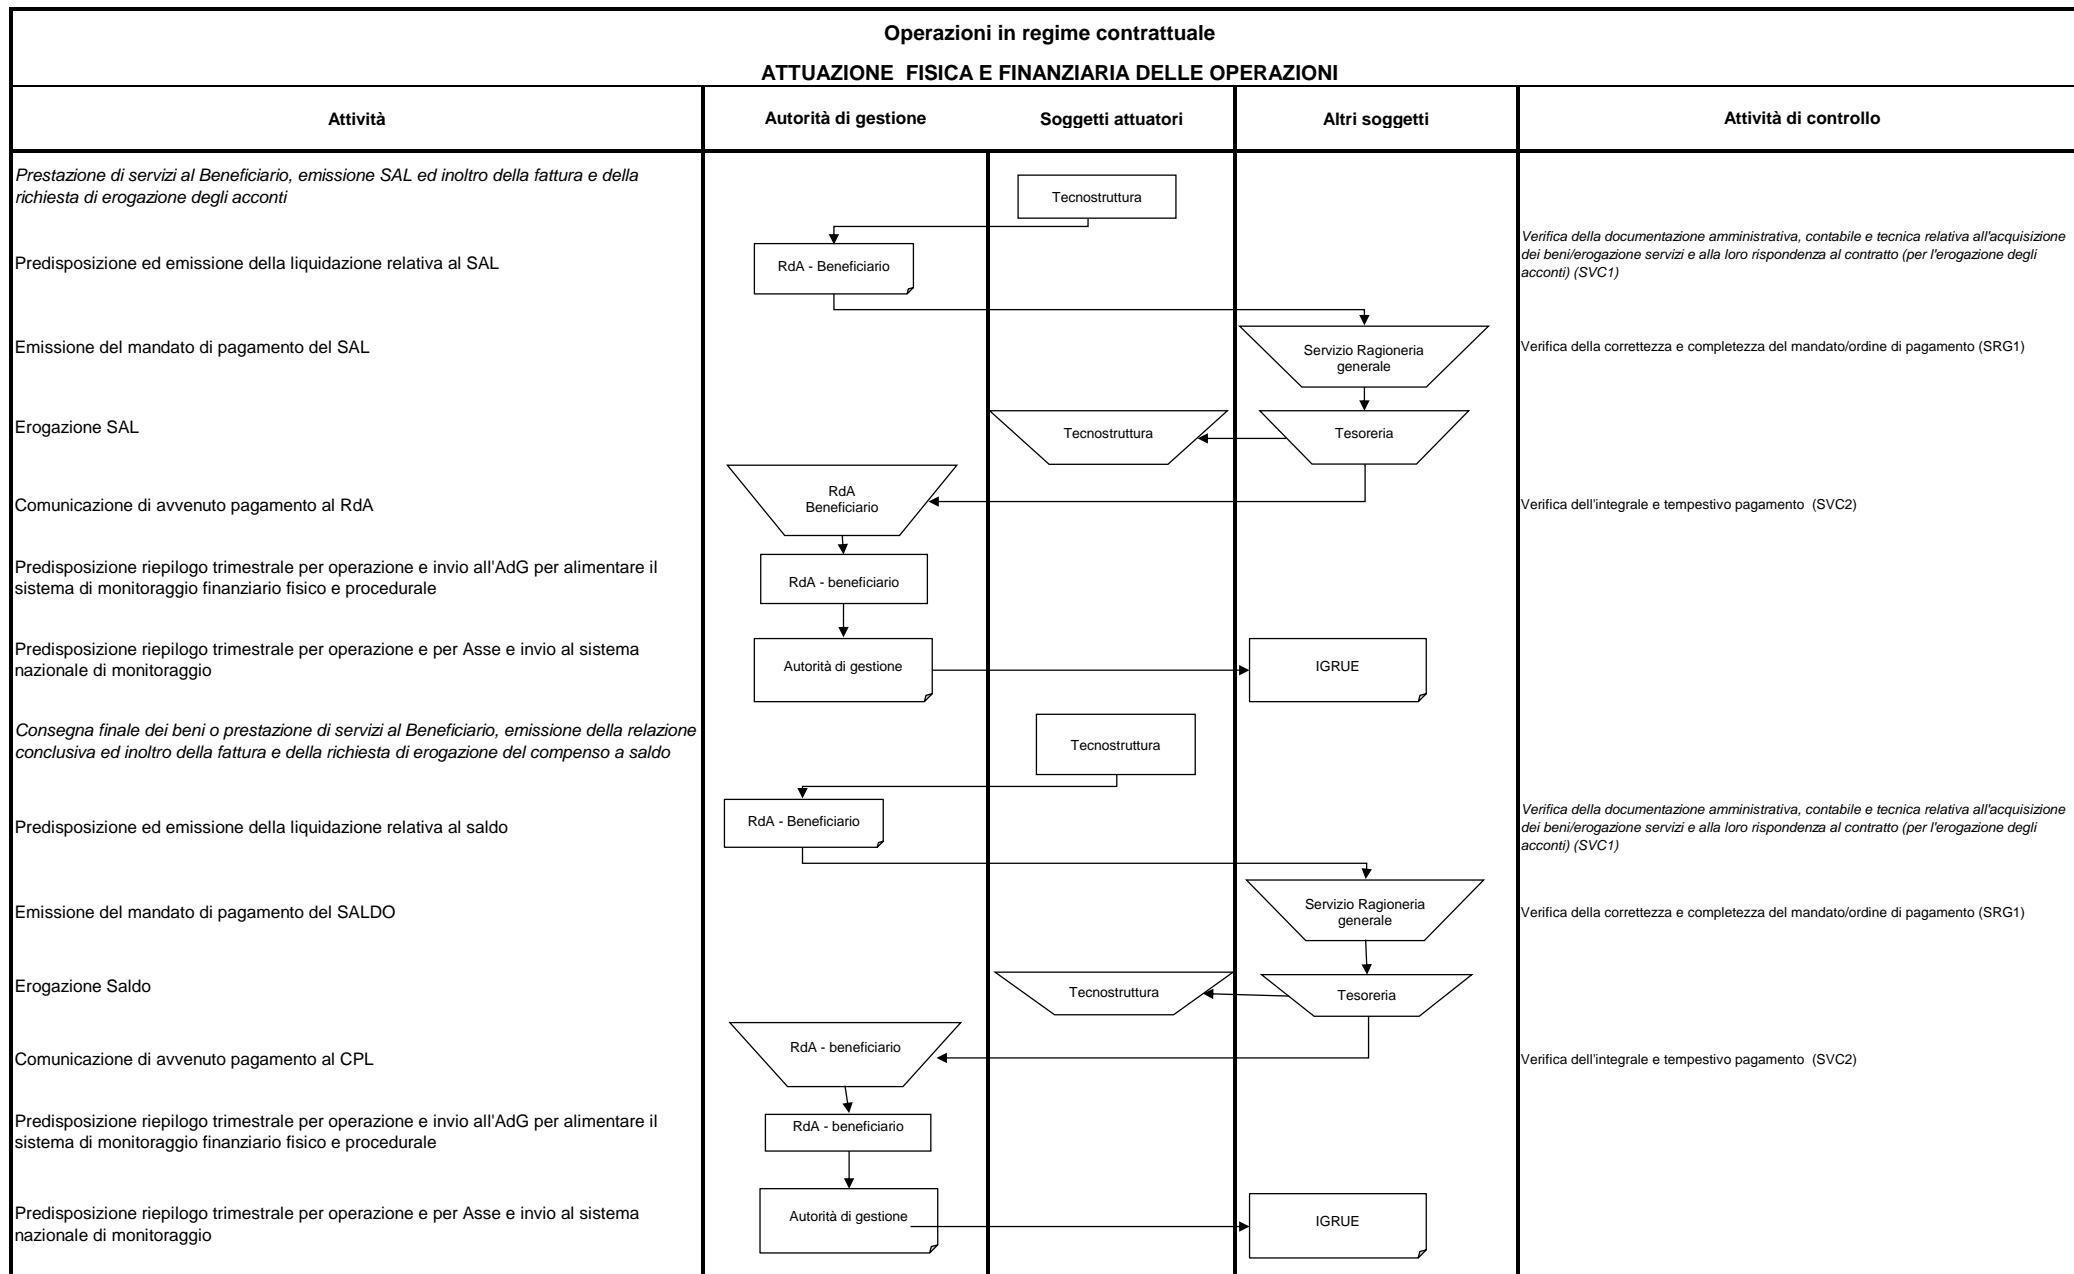 Operazioni in regime contrattuale
ATTUAZIONE  FISICA E FINANZIARIA DELLE OPERAZIONI
Attività
Autorità di gestione
Soggetti attuatori
Altri soggetti
Attività di controllo
Prestazione di servizi al Beneficiario, emissione SAL ed inoltro della fattura e della
richiesta di erogazione degli acconti
Tecnostruttura
Predisposizione ed emissione della liquidazione relativa al SAL
RdA - Beneficiario
Verifica della documentazione amministrativa, contabile e tecnica relativa all'acquisizione
dei beni/erogazione servizi e alla loro rispondenza al contratto (per l'erogazione degli
acconti) (SVC1)
Emissione del mandato di pagamento del SAL
Servizio Ragioneria
generale
Verifica della correttezza e completezza del mandato/ordine di pagamento (SRG1)
Erogazione SAL
Tecnostruttura
Tesoreria
Comunicazione di avvenuto pagamento al RdA
RdA
Beneficiario
Verifica dell'integrale e tempestivo pagamento  (SVC2)
Predisposizione riepilogo trimestrale per operazione e invio all'AdG per alimentare il
sistema di monitoraggio finanziario fisico e procedurale
RdA - beneficiario
Predisposizione riepilogo trimestrale per operazione e per Asse e invio al sistema
nazionale di monitoraggio
Autorità di gestione
IGRUE
Consegna finale dei beni o prestazione di servizi al Beneficiario, emissione della relazione
conclusiva ed inoltro della fattura e della richiesta di erogazione del compenso a saldo
Tecnostruttura
Predisposizione ed emissione della liquidazione relativa al saldo
RdA - Beneficiario
Verifica della documentazione amministrativa, contabile e tecnica relativa all'acquisizione
dei beni/erogazione servizi e alla loro rispondenza al contratto (per l'erogazione degli
acconti) (SVC1)
Emissione del mandato di pagamento del SALDO
Servizio Ragioneria
generale
Verifica della correttezza e completezza del mandato/ordine di pagamento (SRG1)
Erogazione Saldo
Tecnostruttura
Tesoreria
Comunicazione di avvenuto pagamento al CPL
RdA - beneficiario
Verifica dell'integrale e tempestivo pagamento  (SVC2)
Predisposizione riepilogo trimestrale per operazione e invio all'AdG per alimentare il
sistema di monitoraggio finanziario fisico e procedurale
RdA - beneficiario
Predisposizione riepilogo trimestrale per operazione e per Asse e invio al sistema
nazionale di monitoraggio
Autorità di gestione
IGRUE